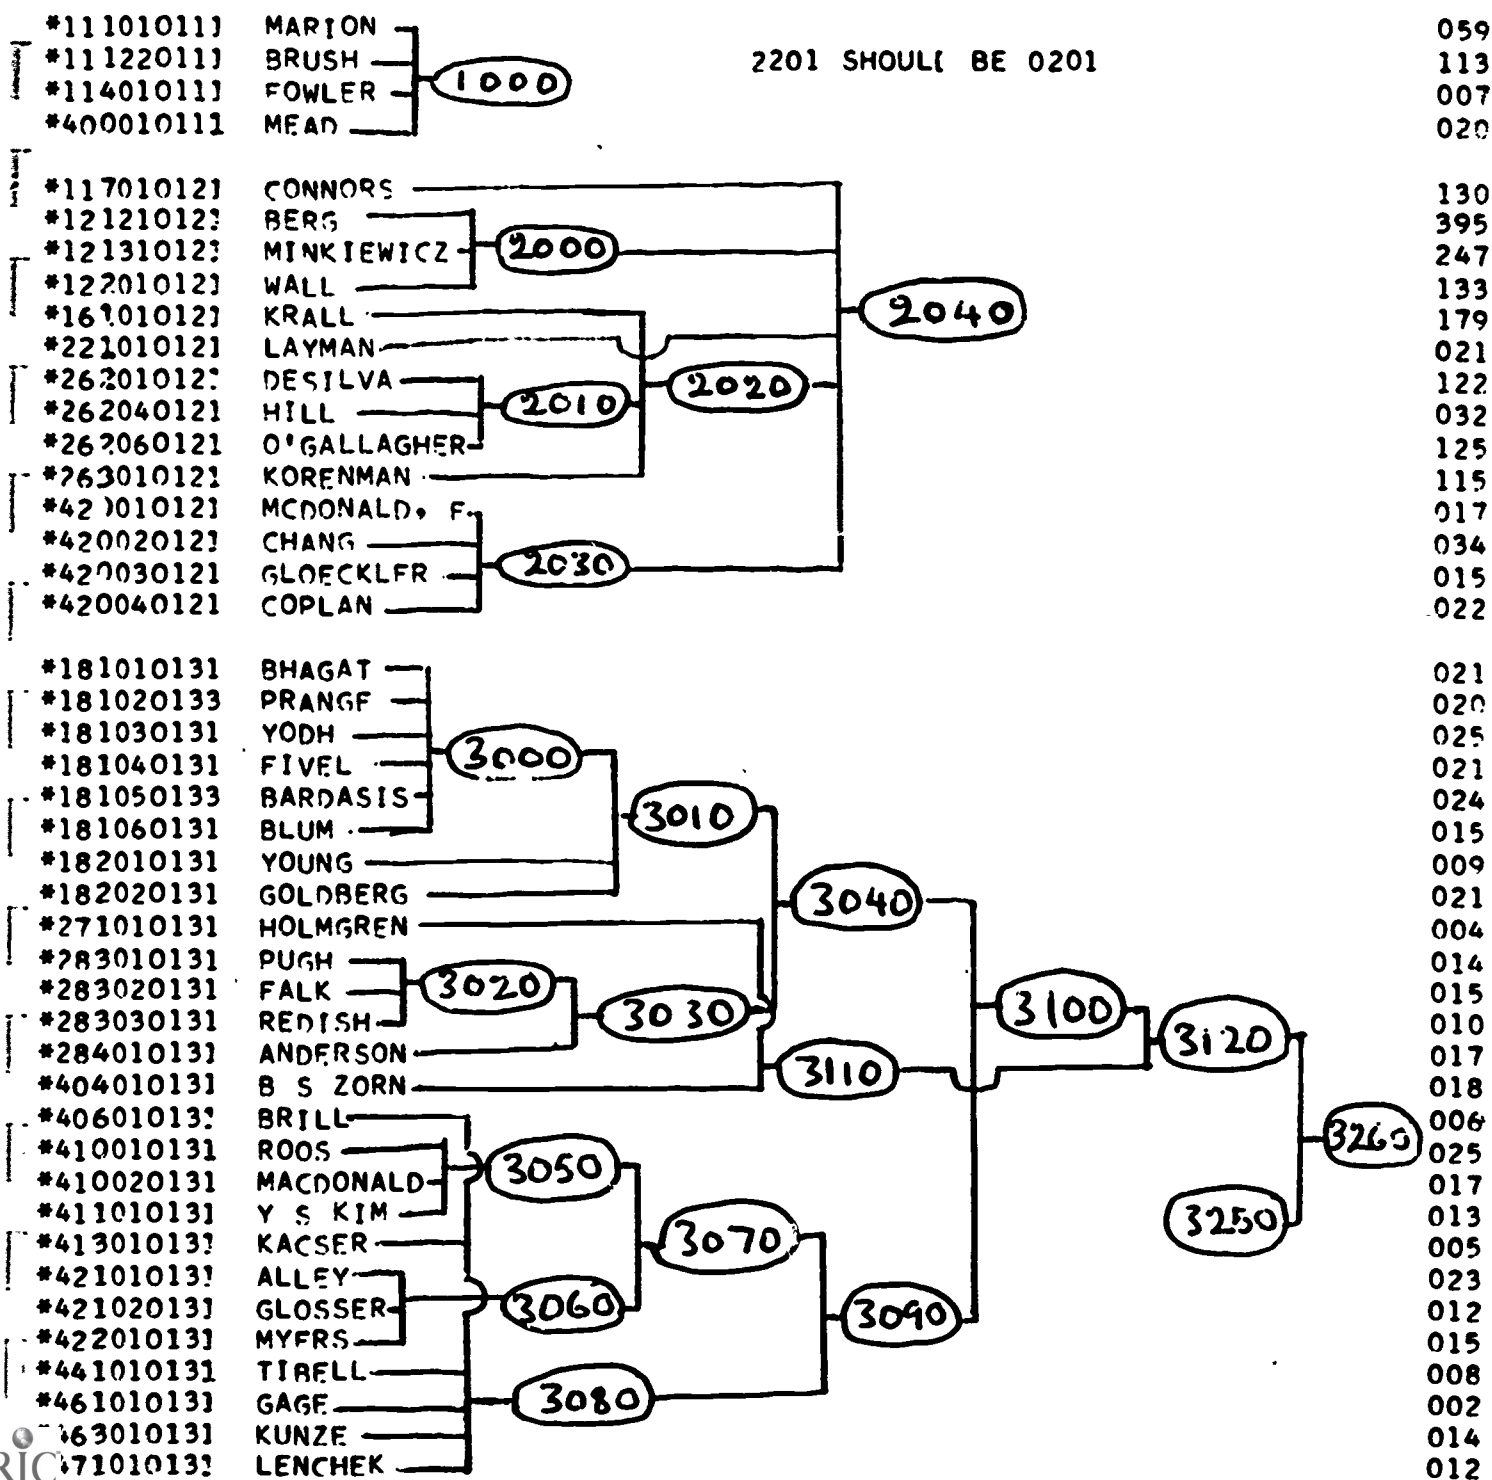 *111010111 MARION 059
*111220111 BRUSH 2201 SHOULD BE 0201 113
*114010111 FOWLER 1000 007
*400010111 MEAD 020
*117010121 CONNORS 130
*121210121 BERG 395
*121310121 MINKIEWICZ 2000 247
*122010121 WALL 133
*161010121 KRALL 2040 179
*221010121 LAYMAN 021
*262010121 DESILVA 2020 122
*262040121 HILL 2010 032
*262060121 O'GALLAGHER 125
*263010121 KORENMAN 115
*420010121 MCDONALD, F. 017
*420020121 CHANG 034
*420030121 GLOECKLER 2030 015
*420040121 COPLAN 022
*181010131 BHAGAT 021
*181020133 PRANGE 020
*181030131 YODH 025
*181040131 FIVEL 3000 021
*181050133 BARDASIS 024
*181060131 BLUM 3010 015
*182010131 YOUNG 009
*182020131 GOLDBERG 3040 021
*271010131 HOLMGREN 004
*283010131 PUGH 014
*283020131 FALK 3020 015
*283030131 REDISH 3030 3100 010
*284010131 ANDERSON 3120 017
*404010131 B S ZORN 3110 018
*406010131 BRILL 006
*410010131 ROOS 3260 025
*410020131 MACDONALD 3050 017
*411010131 Y S KIM 3250 013
*413010131 KACSER 3070 005
*421010131 ALLEY 023
*421020131 GLOSSER 3060 3090 012
*422010131 MYERS 015
*441010131 TIRELL 008
*461010131 GAGE 3080 002
463010131 KUNZE 014
471010131 LENCHEK 012
RIC